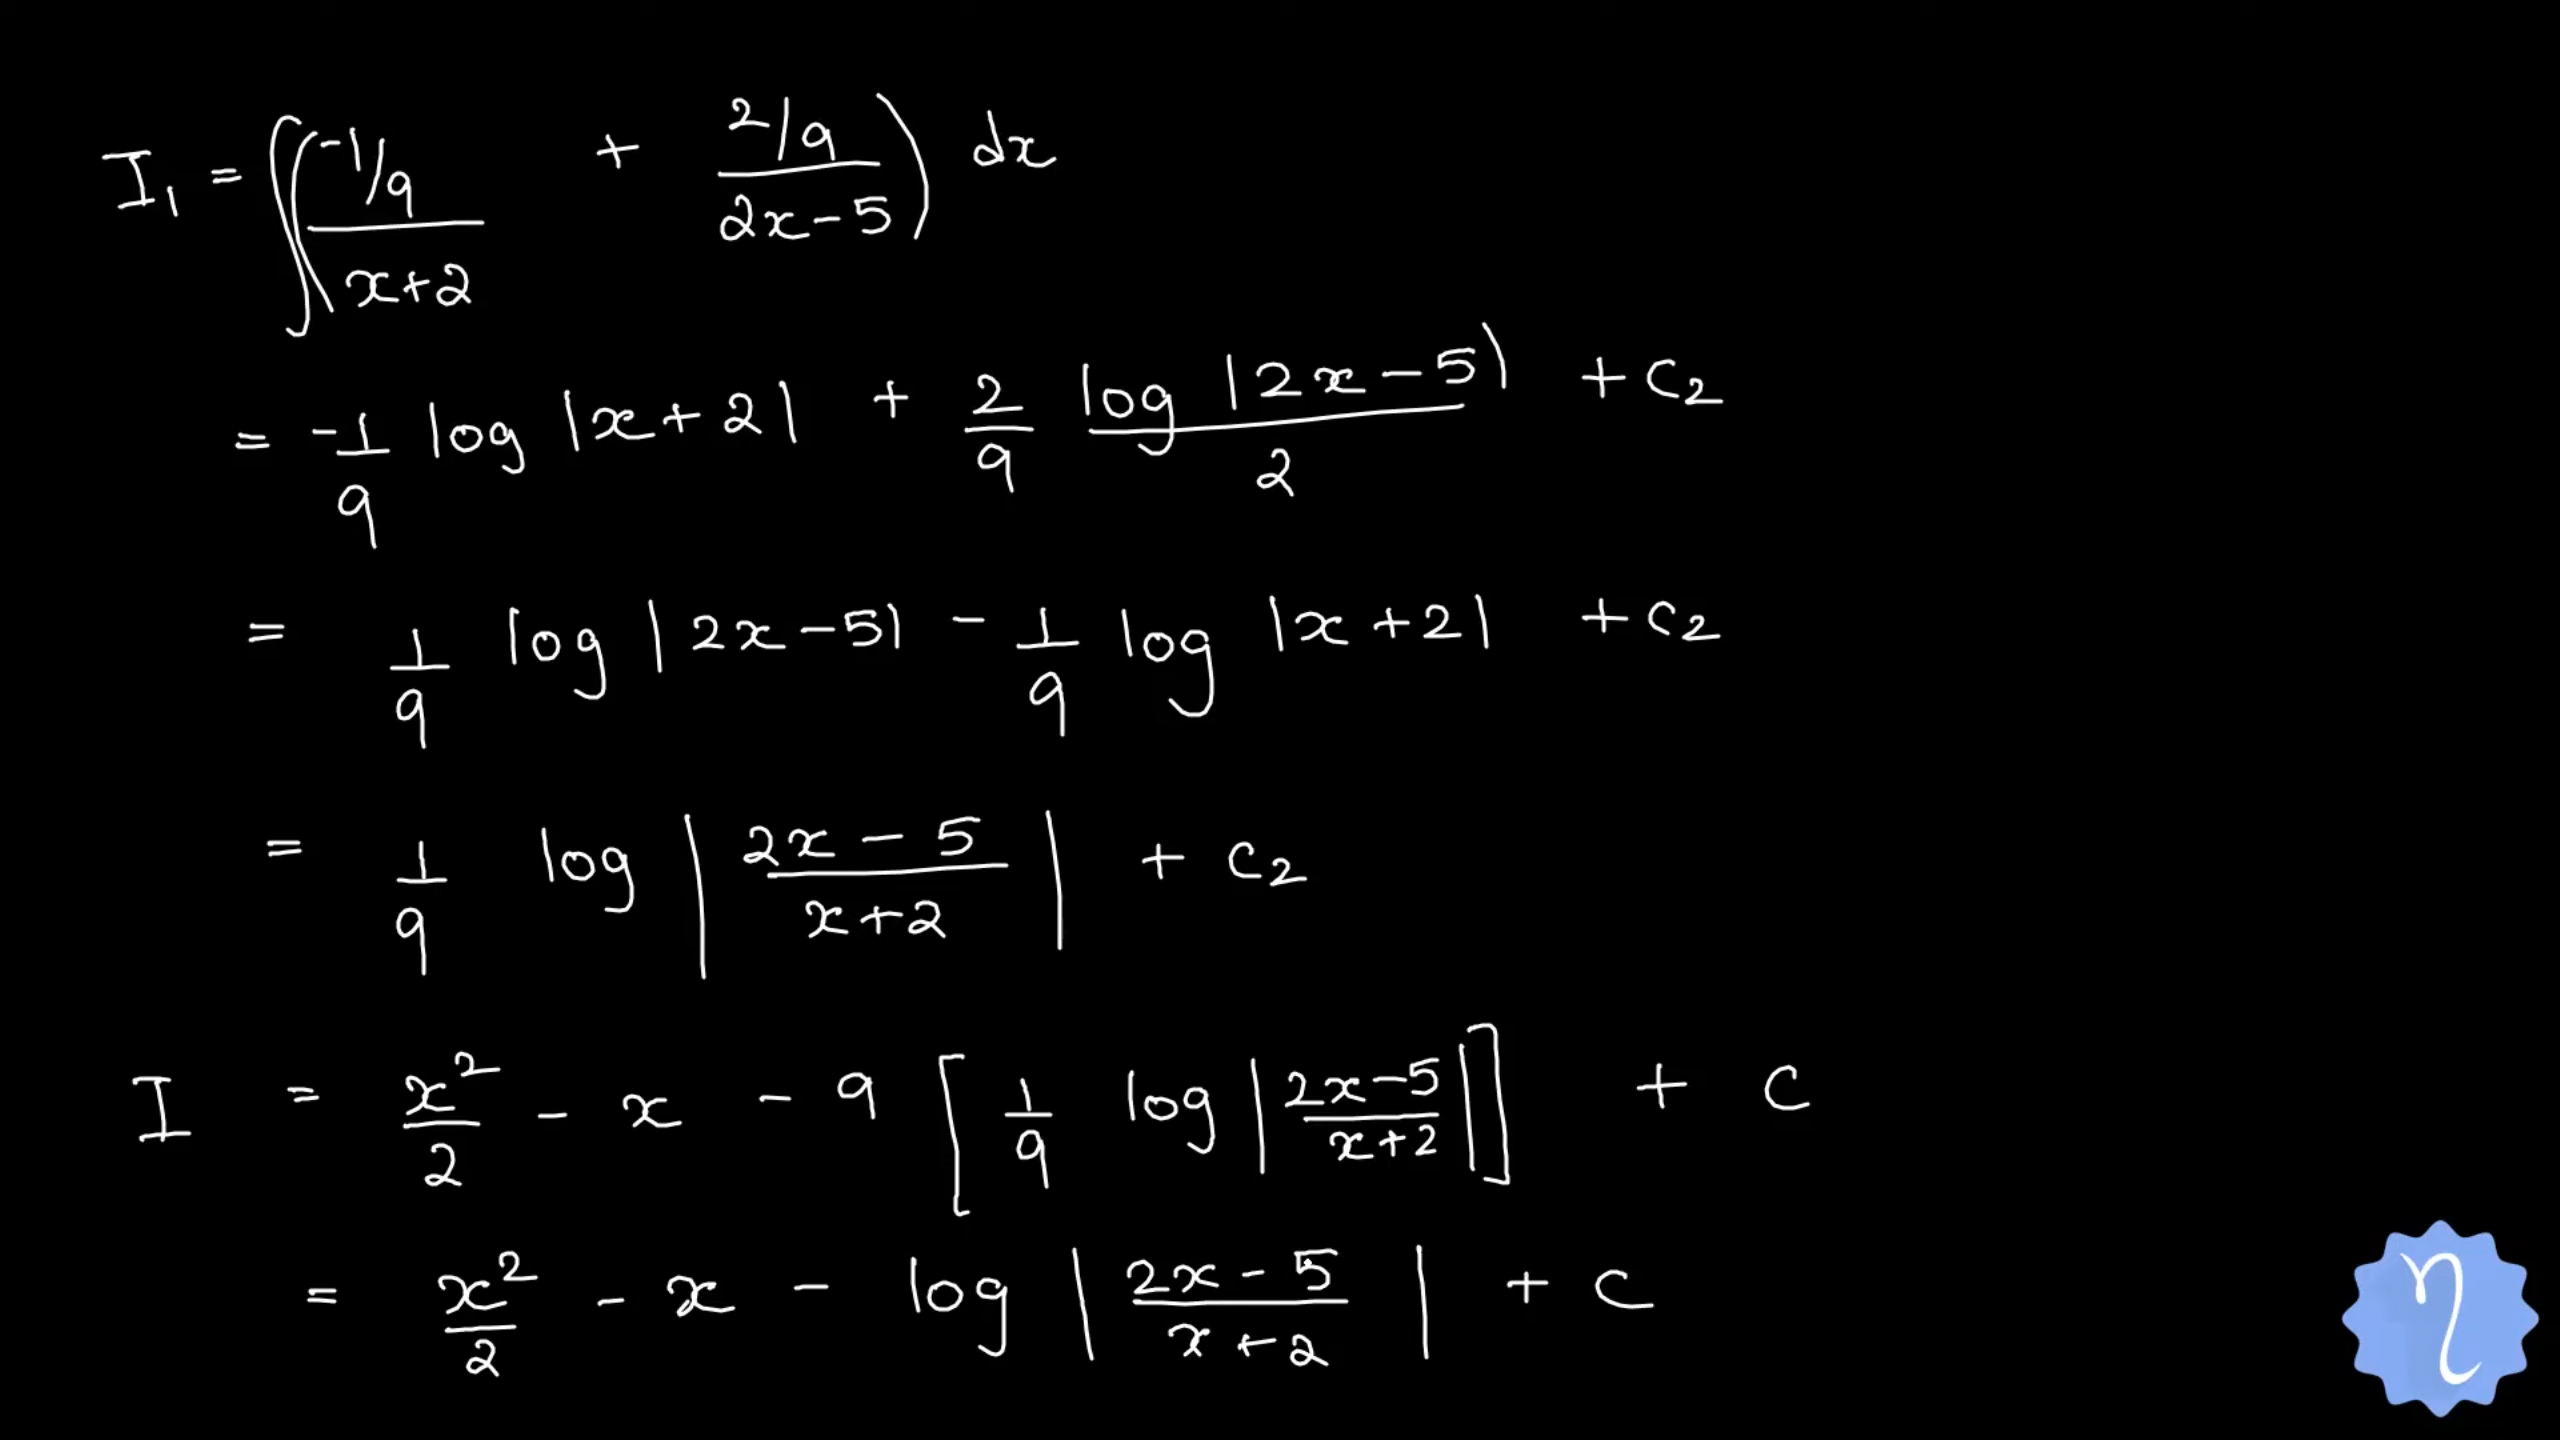 I₁ = ∫ ( (-1/9)/(x+2) + (2/9)/(2x-5) ) dx
= -1/9 log |x+2| + 2/9 log |2x-5| / 2 + C₂
= 1/9 log |2x-5| - 1/9 log |x+2| + C₂
= 1/9 log | (2x-5)/(x+2) | + C₂
I = x²/2 - x - 9 [ 1/9 log | (2x-5)/(x+2) | ] + C
= x²/2 - x - log | (2x-5)/(x+2) | + C
η